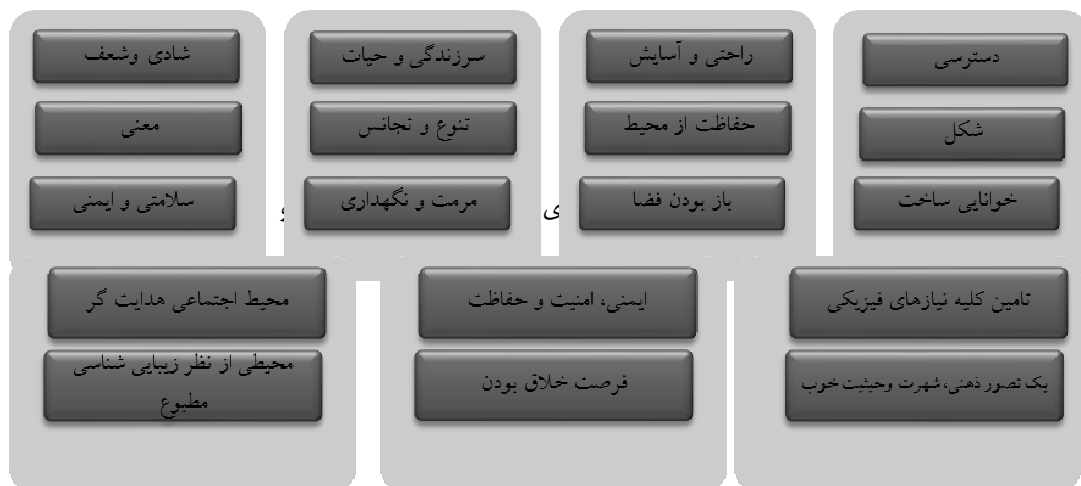 دسترسی
شکل
خوانایی ساخت
راحتی و آسایش
حفاظت از محیط
باز بودن فضا
سرزندگی و حیات
تنوع و تجانس
مرمت و نگهداری
شادی وشعف
معنی
سلامتی و ایمنی
تامین کلیه نیازهای فیزیکی
یک تصور ذهنی، شهرت وحیثیت خوب
ایمنی، امنیت و حفاظت
فرصت خلاق بودن
محیط اجتماعی هدایت گر
محیطی از نظر زیبایی شناسی
مطبوع